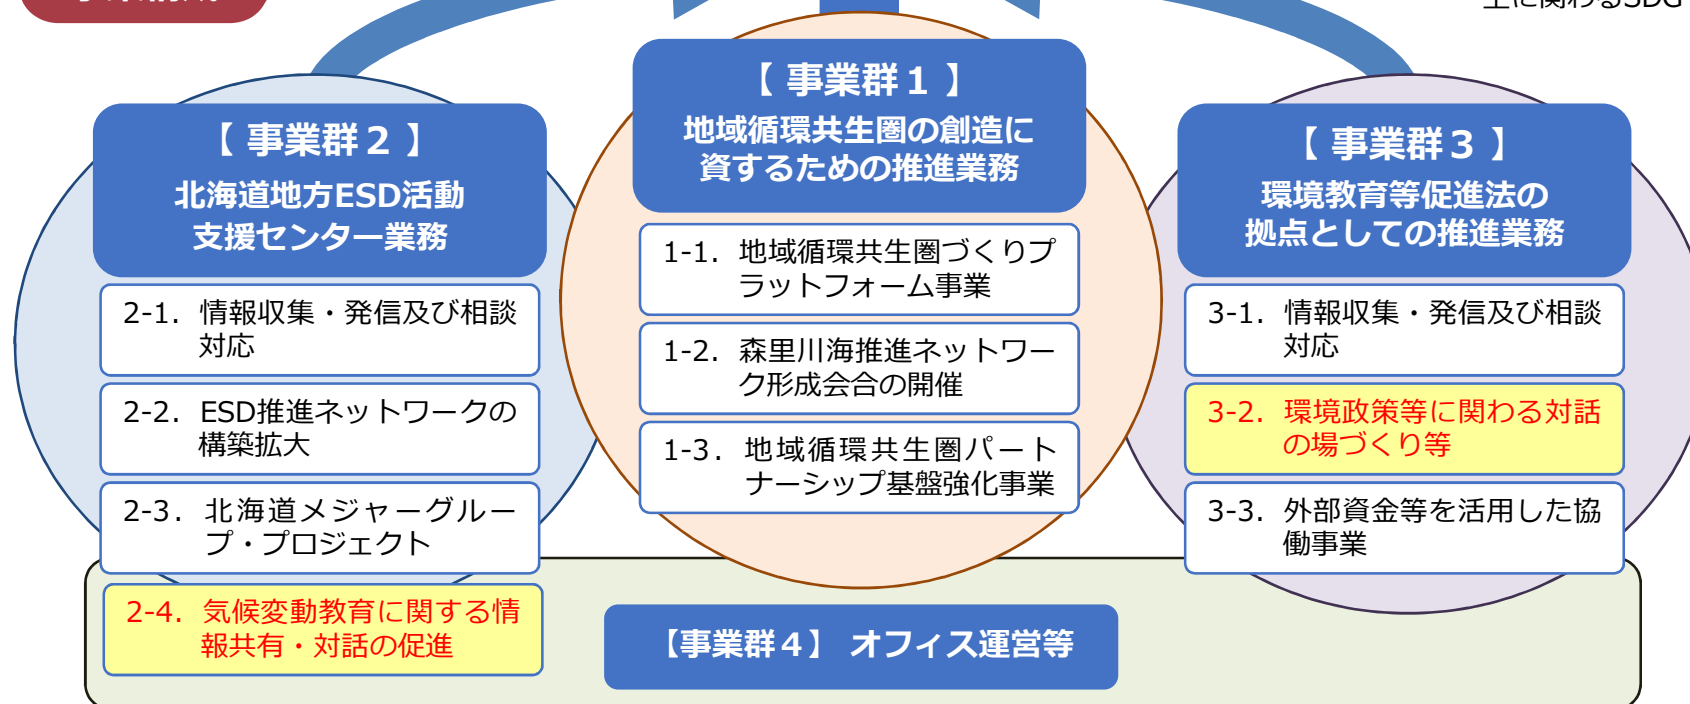 主に関わるSDG
【 事業群１ 】
地域循環共生圏の創造に
資するための推進業務
1-1. 地域循環共生圏づくりプ
ラットフォーム事業
1-2. 森里川海推進ネットワー
ク形成会合の開催
1-3. 地域循環共生圏パート
ナーシップ基盤強化事業
【 事業群２ 】
北海道地方ESD活動
支援センター業務
2-1. 情報収集・発信及び相談
対応
2-2. ESD推進ネットワークの
構築拡大
2-3. 北海道メジャーグルー
プ・プロジェクト
2-4. 気候変動教育に関する情
報共有・対話の促進
【 事業群３ 】
環境教育等促進法の
拠点としての推進業務
3-1. 情報収集・発信及び相談
対応
3-2. 環境政策等に関わる対話
の場づくり等
3-3. 外部資金等を活用した協
働事業
【事業群４】 オフィス運営等